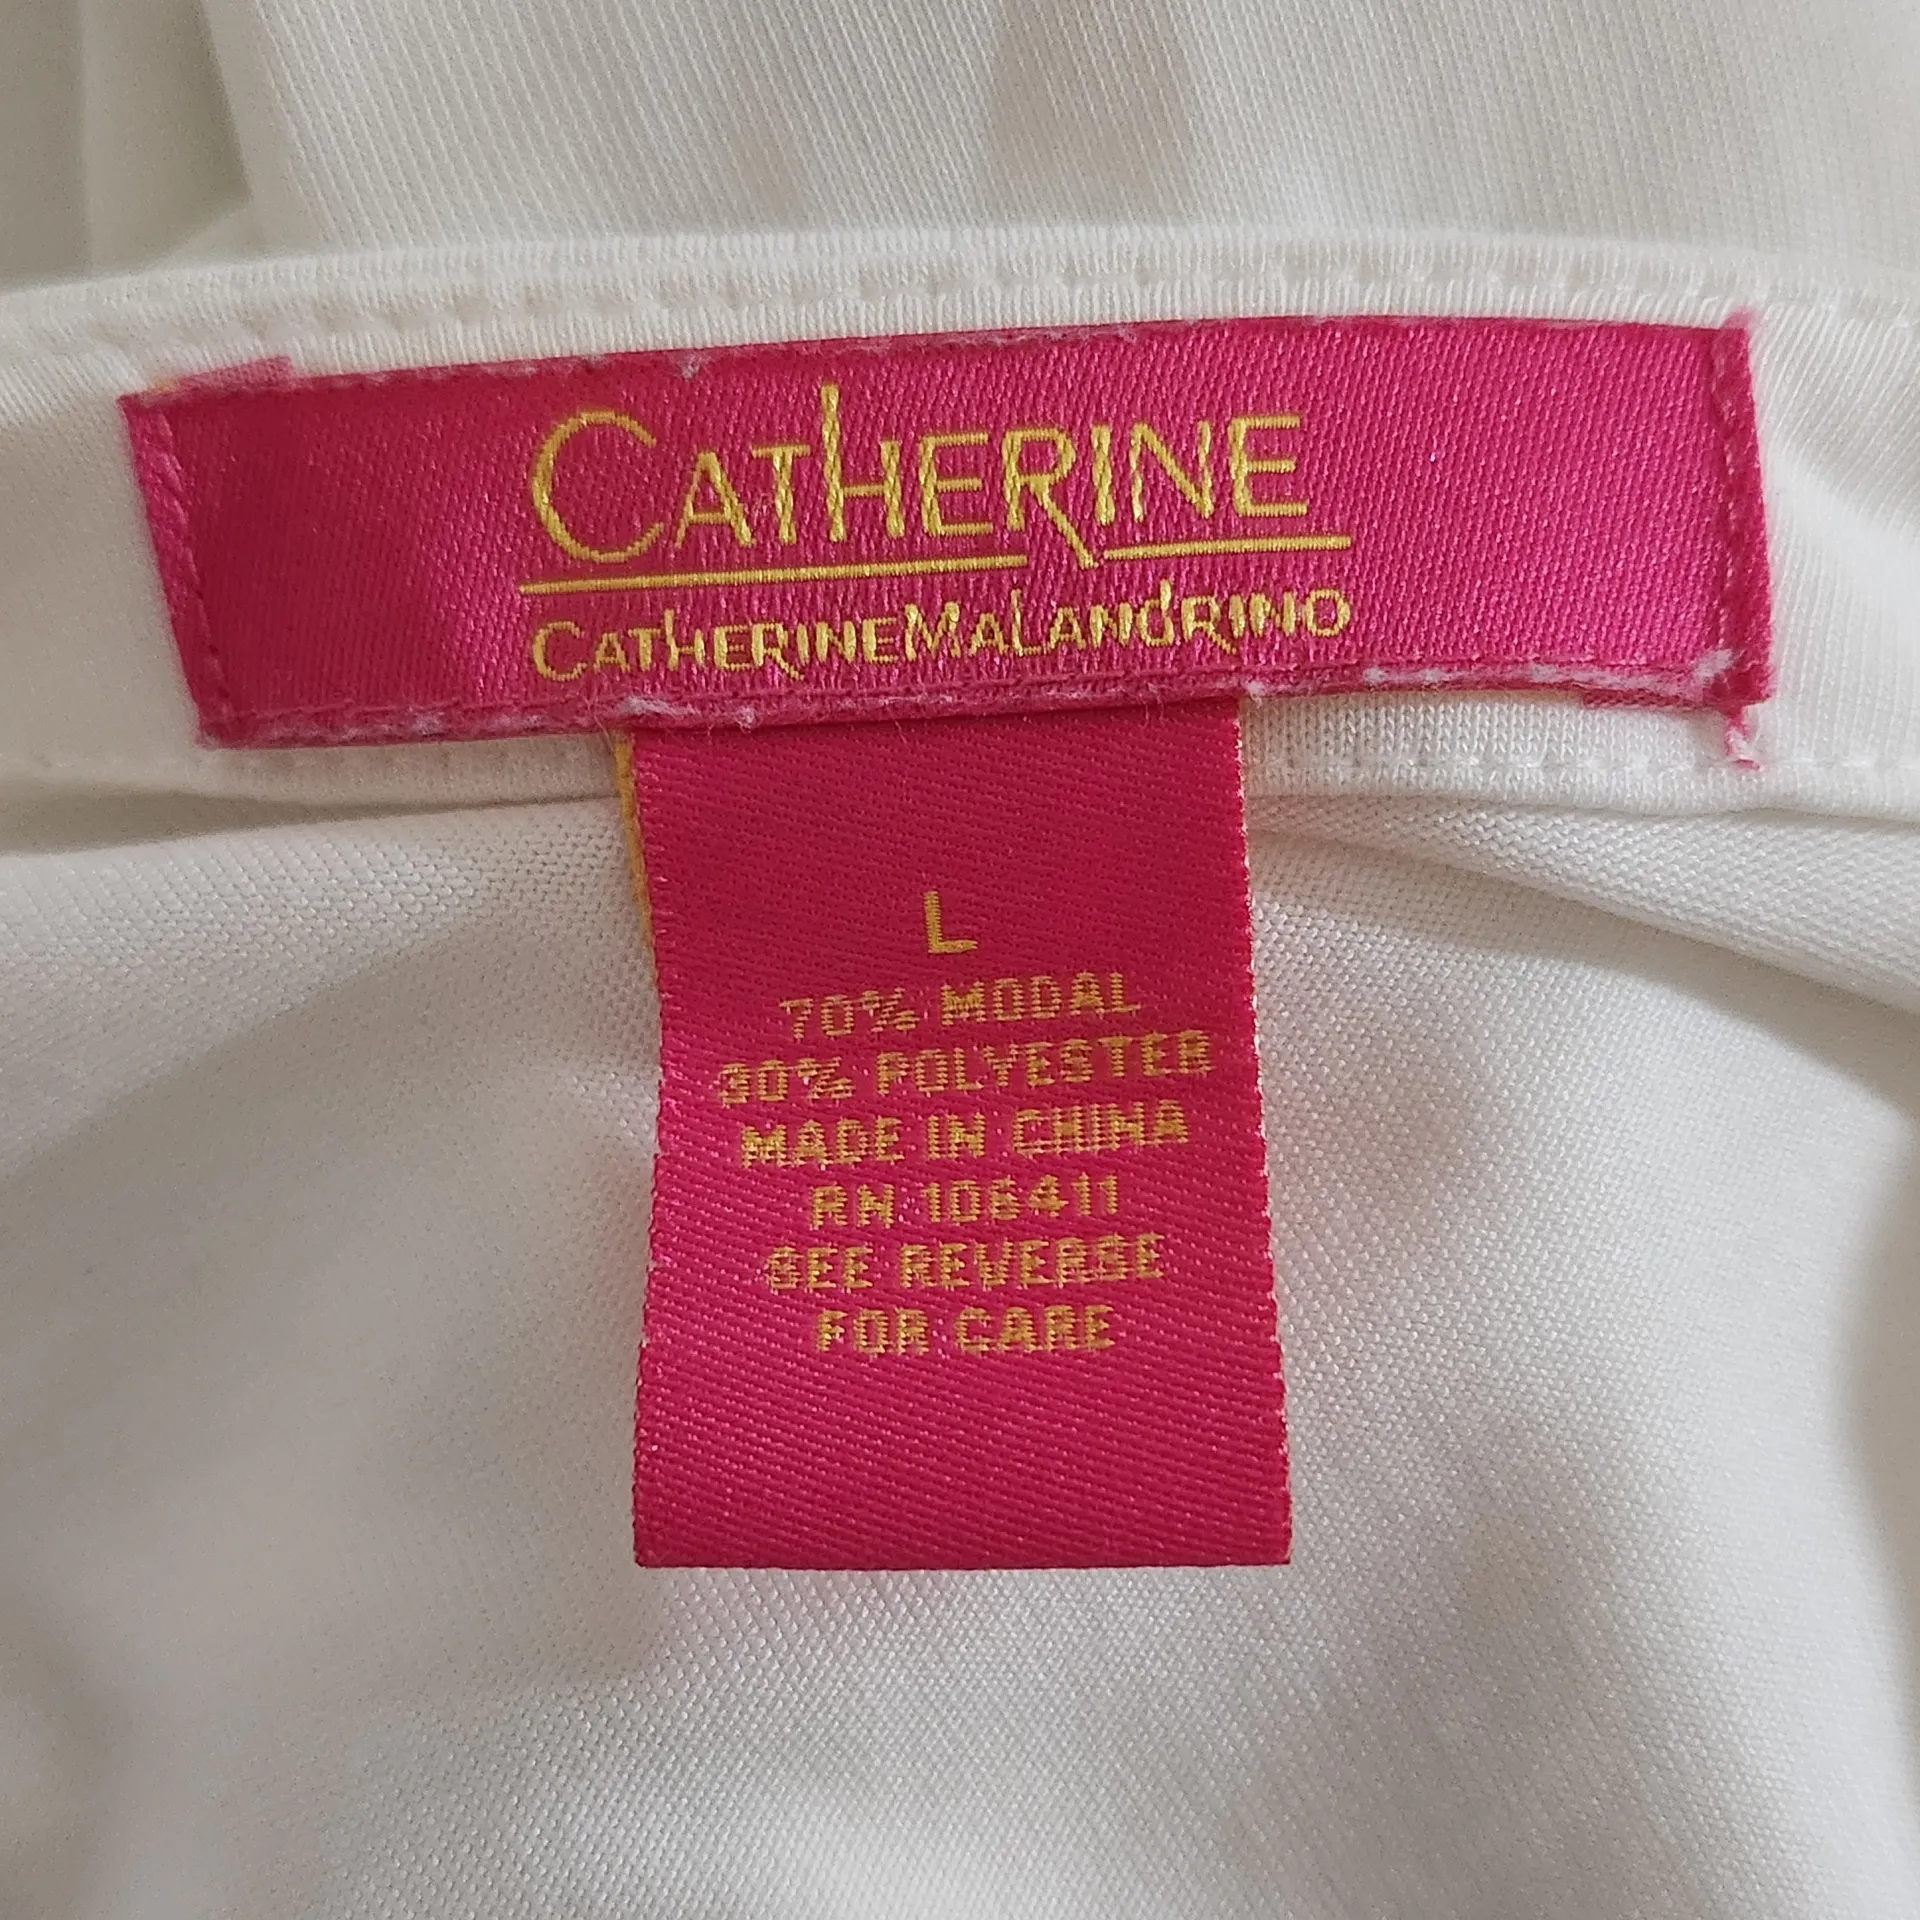 CATHERINE
CATHERINEMALANDRINO
L
70% MODAL
30% POLYESTER
MADE IN CHINA
RN 106411
SEE REVERSE
FOR CARE